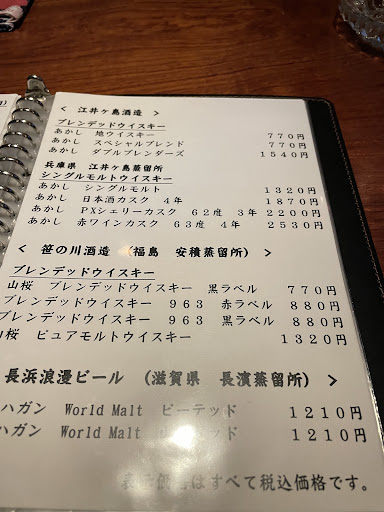 < 江井ヶ島酒造 >
ブレンデッドウイスキー
あかし 地ウイスキー 770円
あかし スペシャルブレンド 770円
あかし ダブルブレンダーズ 1540円
兵庫県 江井ヶ島蒸留所
シングルモルトウイスキー
あかし シングルモルト 1320円
あかし 日本酒カスク 4年 1870円
あかし PXシェリーカスク 62度 3年 2200円
あかし 赤ワインカスク 63度 4年 2530円
< 笹の川酒造 (福島 安積蒸留所) >
ブレンデッドウイスキー
山桜 ブレンデッドウイスキー 黒ラベル 770円
ブレンデッドウイスキー 963 赤ラベル 880円
ブレンデッドウイスキー 963 黒ラベル 880円
山桜 ピュアモルトウイスキー 1320円
長浜浪漫ビール (滋賀県 長濱蒸留所) >
ハガン World Malt ピーテッド 1210円
ハガン World Malt ッド 1210円
はすべて税込価格です。